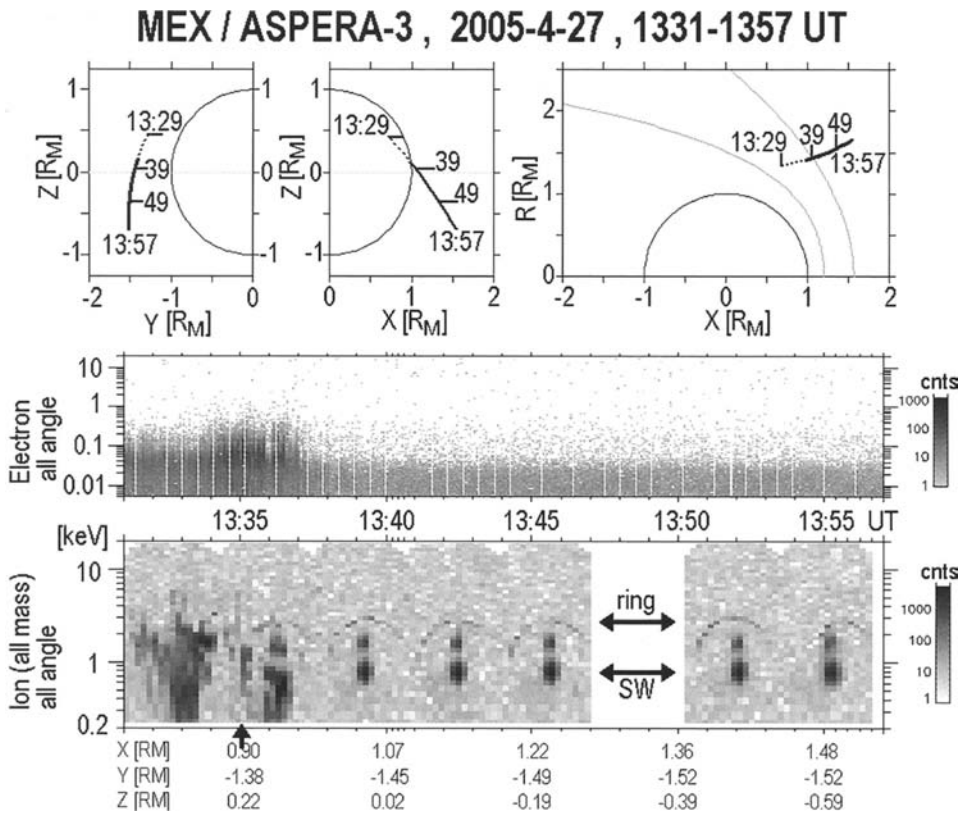 MEX / ASPERA-3 , 2005-4-27 , 1331-1357 UT
1
0
-1
Z [RM]
13:29
39
49
13:57
1
0
-1
-2 -1 0
Y [RM]
Z [RM]
13:29
39
49
13:57
0 1 2
X [RM]
2
1
0
R [RM]
13:29
39
49
13:57
-2 -1 0 1 2
X [RM]
Electron
all angle
10
1
0.1
0.01
cnts
1000
100
10
1
[keV]
13:35 13:40 13:45 13:50 13:55 UT
Ion (all mass)
all angle
10
1
0.2
ring
SW
cnts
1000
100
10
1
X [RM] 0.90 1.07 1.22 1.36 1.48
Y [RM] -1.38 -1.45 -1.49 -1.52 -1.52
Z [RM] 0.22 0.02 -0.19 -0.39 -0.59